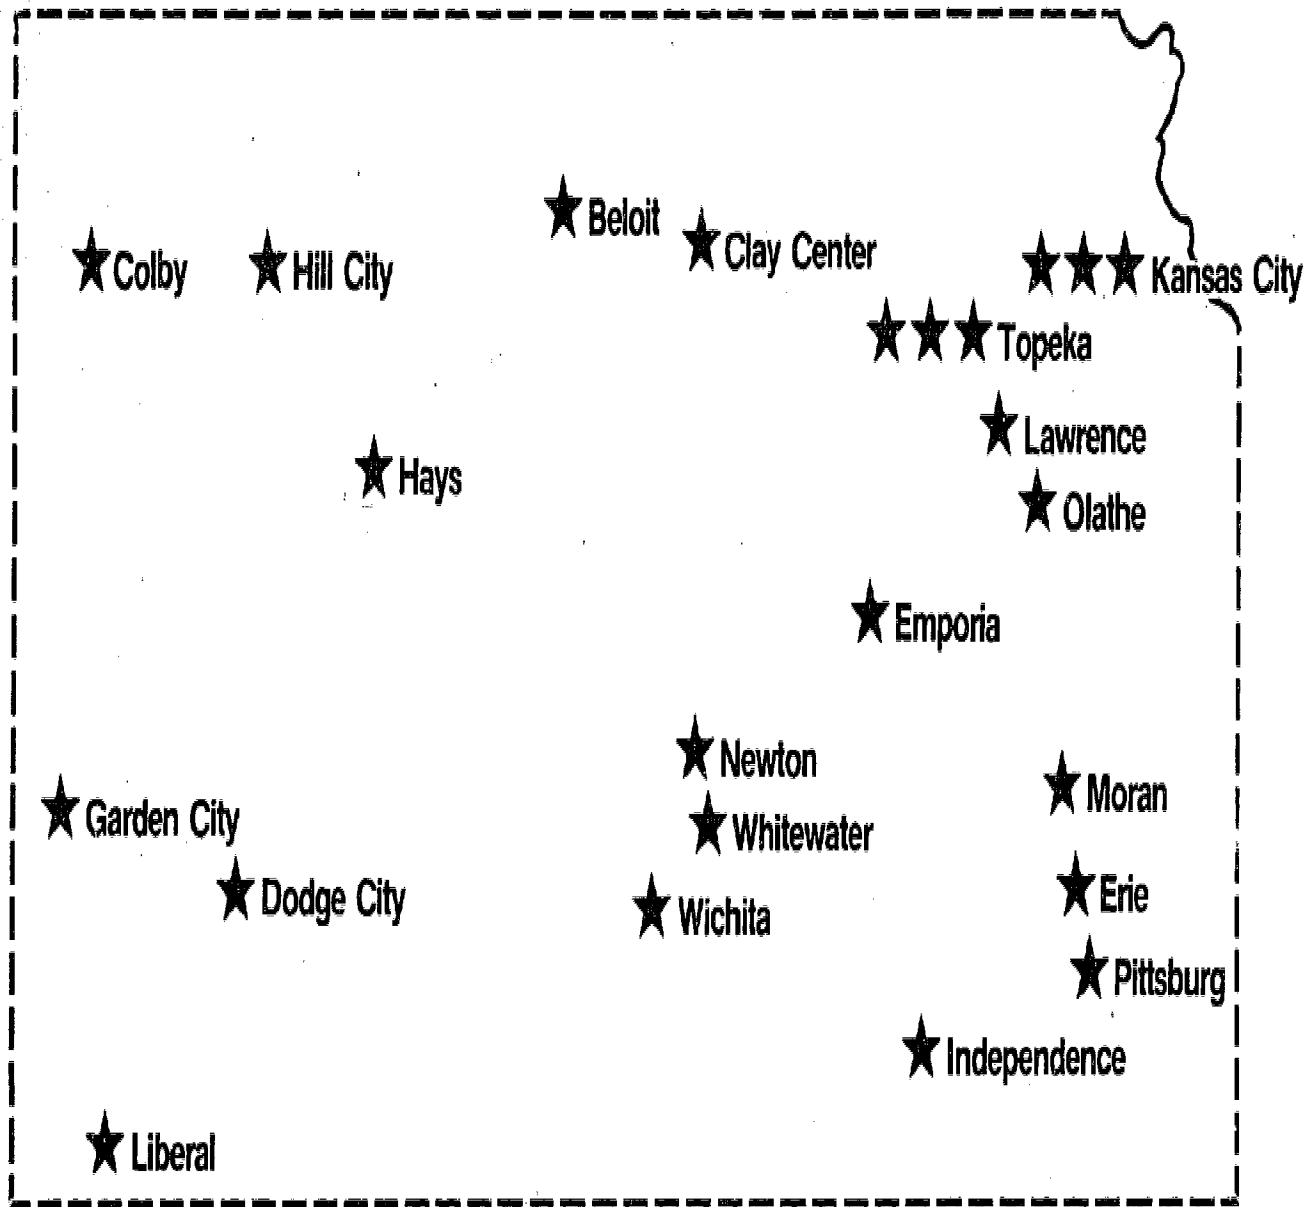 Beloit
Clay Center
Colby
Hill City
Kansas City
Topeka
Lawrence
Hays
Olathe
Emporia
Newton
Moran
Garden City
Whitewater
Erie
Dodge City
Wichita
Pittsburg
Independence
Liberal